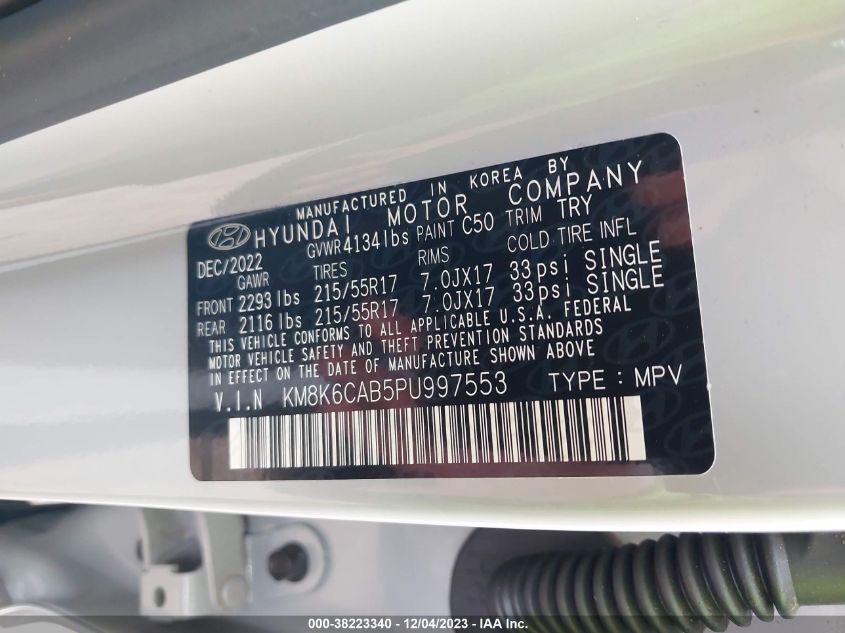 MANUFACTURED IN KOREA BY
HYUNDAI MOTOR COMPANY
DEC/2022 GVWR 4134 lbs PAINT C50 TRIM TRY
GAWR TIRES RIMS COLD TIRE INFL
FRONT 2293 lbs 215/55R17 7.0JX17 33 psi SINGLE
REAR 2116 lbs 215/55R17 7.0JX17 33 psi SINGLE
THIS VEHICLE CONFORMS TO ALL APPLICABLE U.S.A. FEDERAL
MOTOR VEHICLE SAFETY AND THEFT PREVENTION STANDARDS
IN EFFECT ON THE DATE OF MANUFACTURE SHOWN ABOVE
V.I.N KM8K6CAB5PU997553 TYPE : MPV
000-38223340 - 12/04/2023 - IAA Inc.